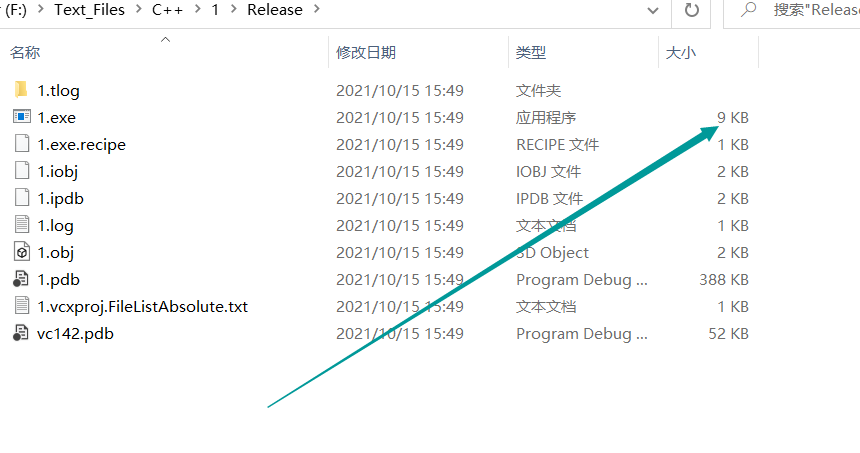 (F:) > Text_Files > C++ > 1 > Release > 搜索"Release
名称 修改日期 类型 大小
1.tlog 2021/10/15 15:49 文件夹
1.exe 2021/10/15 15:49 应用程序 9 KB
1.exe.recipe 2021/10/15 15:49 RECIPE 文件 1 KB
1.iobj 2021/10/15 15:49 IOBJ 文件 2 KB
1.ipdb 2021/10/15 15:49 IPDB 文件 2 KB
1.log 2021/10/15 15:49 文本文档 1 KB
1.obj 2021/10/15 15:49 3D Object 2 KB
1.pdb 2021/10/15 15:49 Program Debug ... 388 KB
1.vcxproj.FileListAbsolute.txt 2021/10/15 15:49 文本文档 1 KB
vc142.pdb 2021/10/15 15:49 Program Debug ... 52 KB